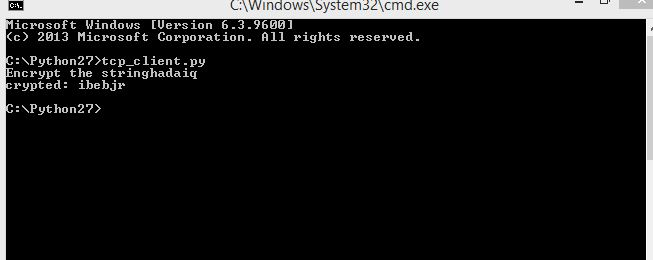 C:\Windows\System32\cmd.exe
Microsoft Windows [Version 6.3.9600]
(c) 2013 Microsoft Corporation. All rights reserved.
C:\Python27>tcp_client.py
Encrypt the stringhadaiq
crypted: ibebjr
C:\Python27>